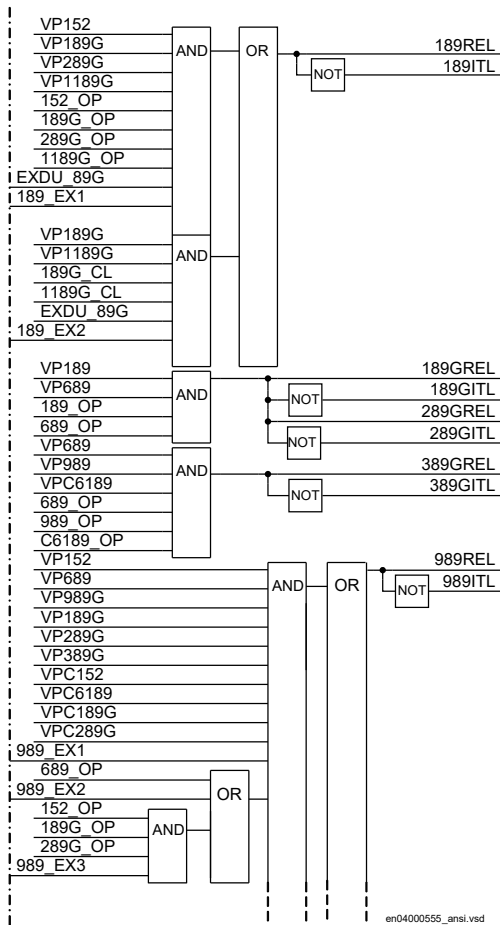 VP152
VP189G
VP289G
VP1189G
152_OP
189G_OP
289G_OP
1189G_OP
EXDU_89G
189_EX1
AND
OR
189REL
NOT
189ITL
VP189G
VP1189G
189G_CL
1189G_CL
EXDU_89G
189_EX2
AND
VP189
VP689
189_OP
689_OP
AND
189GREL
NOT
189GITL
289GREL
NOT
289GITL
VP689
VP989
VPC6189
689_OP
989_OP
C6189_OP
AND
389GREL
NOT
389GITL
VP152
VP689
VP989G
VP189G
VP289G
VP389G
VPC152
VPC6189
VPC189G
VPC289G
989_EX1
AND
OR
989REL
NOT
989ITL
689_OP
989_EX2
OR
152_OP
189G_OP
289G_OP
989_EX3
AND
en04000555_ansi.vsd